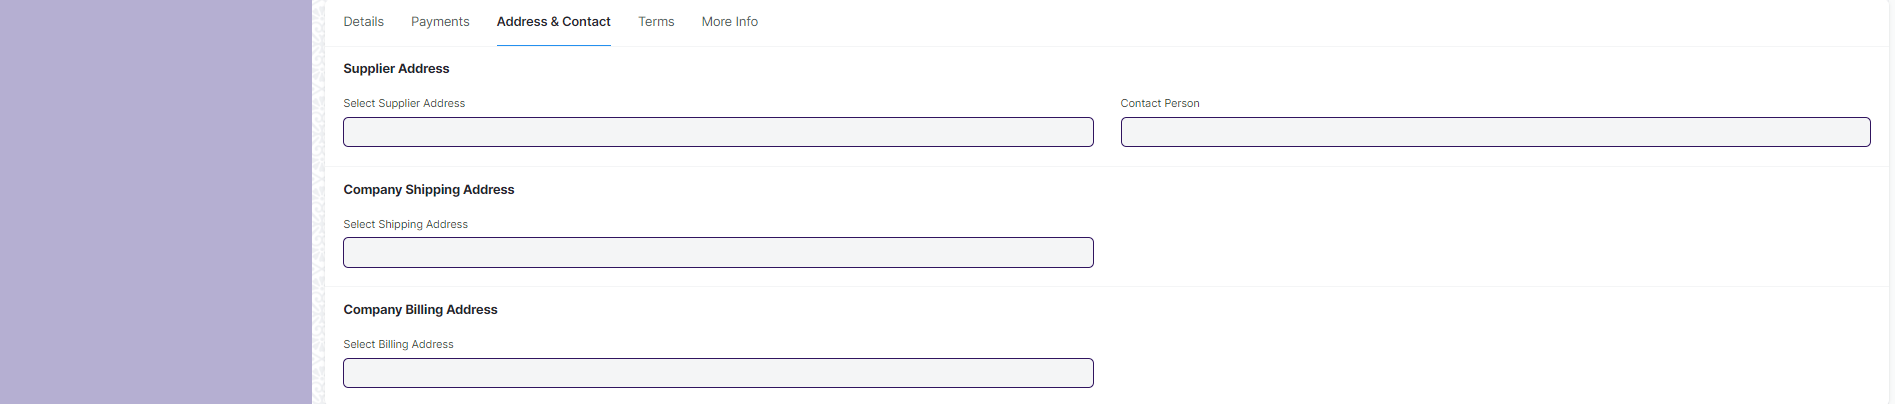 Details Payments Address & Contact Terms More Info
Supplier Address
Select Supplier Address Contact Person
Company Shipping Address
Select Shipping Address
Company Billing Address
Select Billing Address